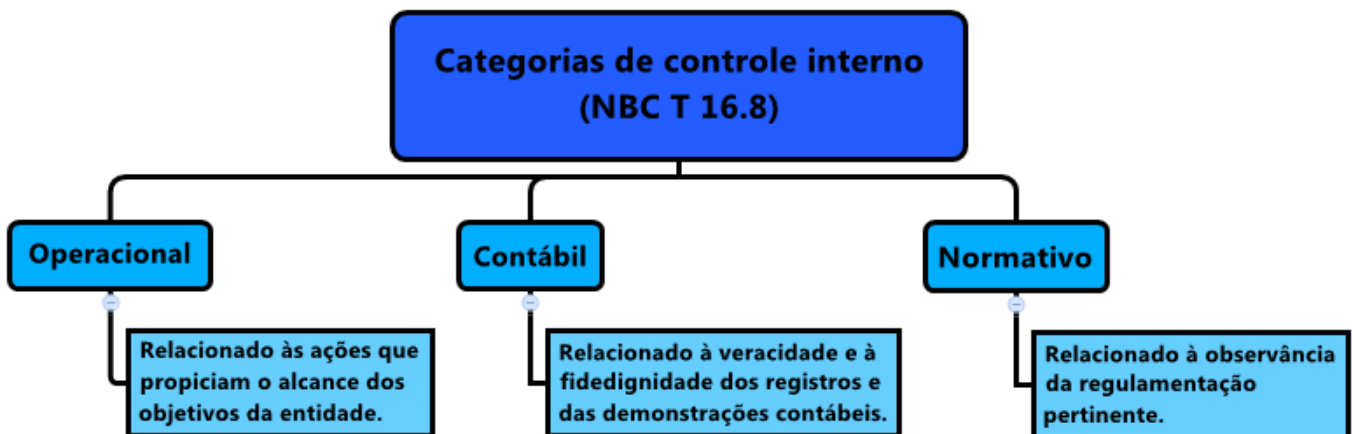 Categorias de controle interno
(NBC T 16.8)
Operacional
Contábil
Normativo
Relacionado às ações que
propiciam o alcance dos
objetivos da entidade.
Relacionado à veracidade e à
fidedignidade dos registros e
das demonstrações contábeis.
Relacionado à observância
da regulamentação
pertinente.